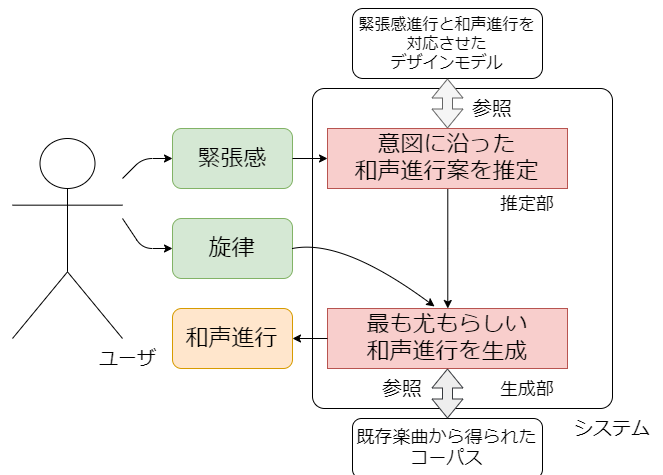 緊張感進行と和声進行を
対応させた
デザインモデル
参照
緊張感
意図に沿った
和声進行案を推定
推定部
旋律
和声進行
最も尤もらしい
和声進行を生成
ユーザ
参照
生成部
システム
既存楽曲から得られた
コーパス